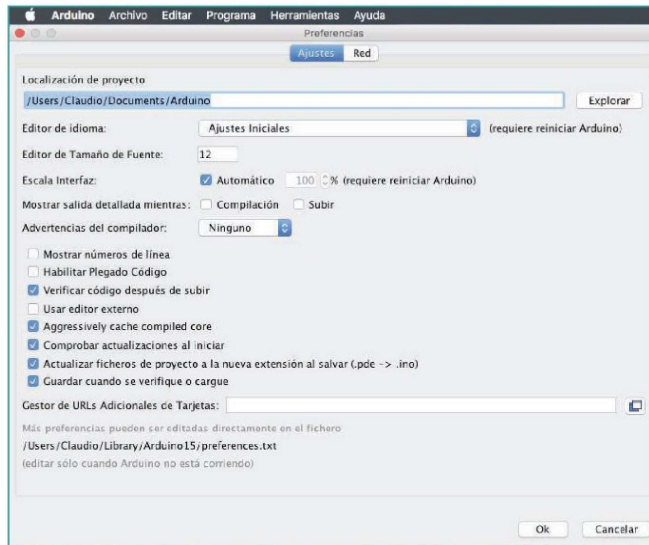 Arduino Archivo Editar Programa Herramientas Ayuda
Preferencias
Ajustes Red
Localización de proyecto
/Users/Claudio/Documents/Arduino Explorar
Editor de idioma: Ajustes Iniciales (requiere reiniciar Arduino)
Editor de Tamaño de Fuente: 12
Escala Interfaz: Automático 100 % (requiere reiniciar Arduino)
Mostrar salida detallada mientras: Compilación Subir
Advertencias del compilador: Ninguno
Mostrar números de línea
Habilitar Plegado Código
Verificar código después de subir
Usar editor externo
Aggressively cache compiled core
Comprobar actualizaciones al iniciar
Actualizar ficheros de proyecto a la nueva extensión al salvar (.pde -> .ino)
Guardar cuando se verifique o cargue
Gestor de URLs Adicionales de Tarjetas:
Más preferencias pueden ser editadas directamente en el fichero
/Users/Claudio/Library/Arduino15/preferences.txt
(editar sólo cuando Arduino no está corriendo)
Ok Cancelar